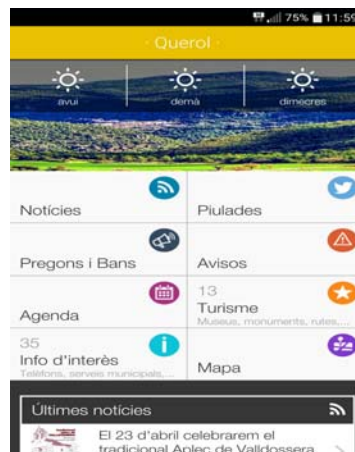 75% 11:59
· Querol ·
avui demà dimecres
Notícies
Piulades
Pregons i Bans
Avisos
Agenda
13
Turisme
Museus, monuments, rutes,...
35
Info d'interès
Telèfons, serveis municipals,...
Mapa
Últimes notícies
El 23 d'abril celebrarem el
tradicional Aplec de Valldossera